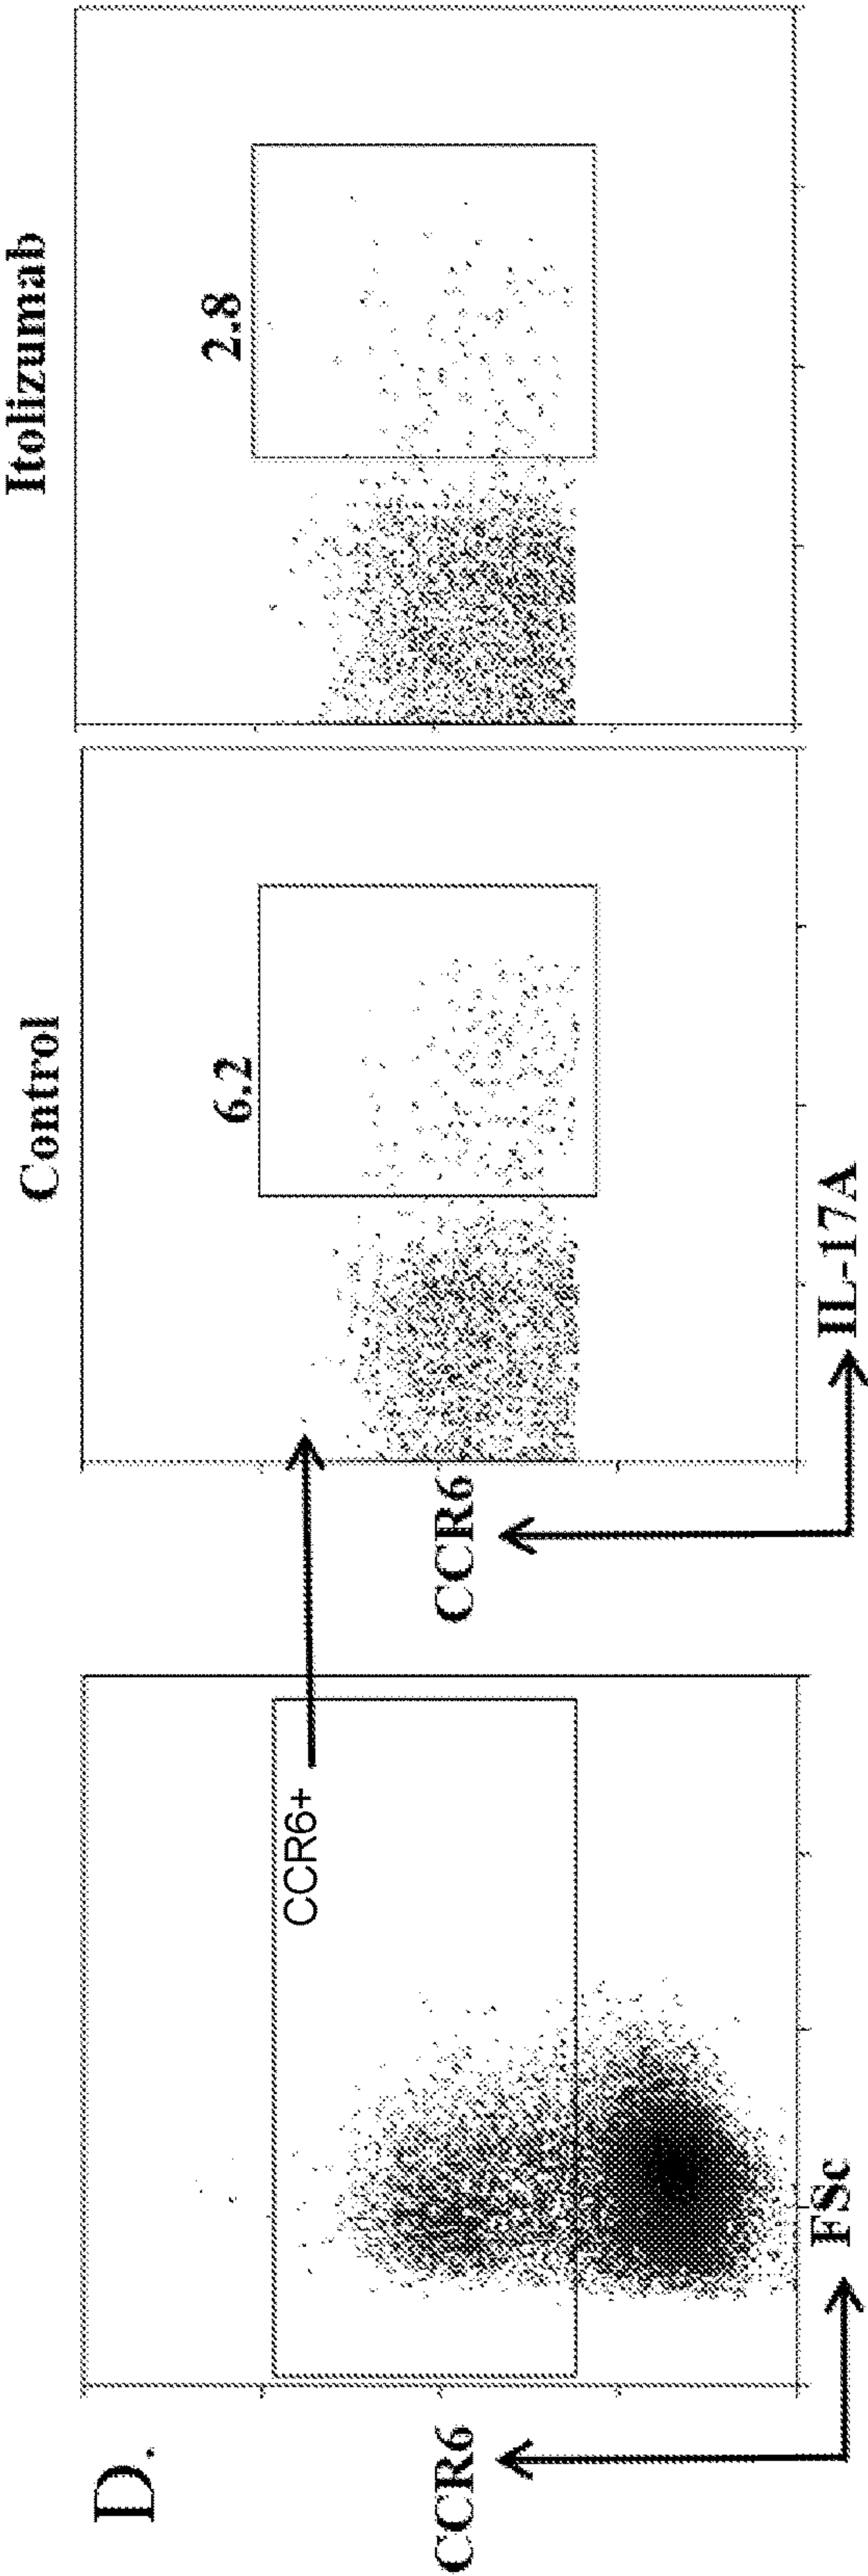 D.
Control
Itolizumab
6.2
2.8
CCR6+
CCR6
CCR6
FSc
IL-17A